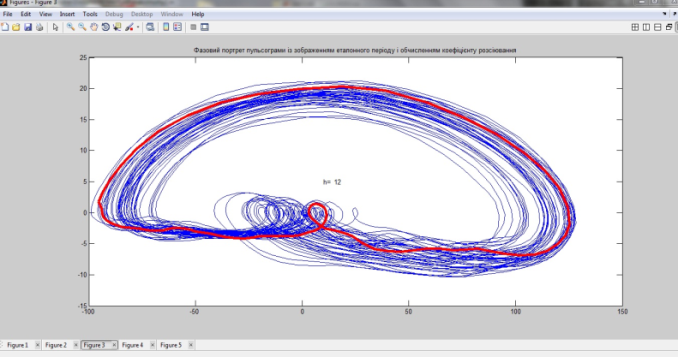 Figures - Figure 3
File Edit View Insert Tools Debug Desktop Window Help
Фазовий портрет пульсограми із зображенням еталонного періоду і обчисленням коефіцієнту розсіювання
25
20
15
10
5
0
-5
-10
-15
h= 12
-100 -50 0 50 100 150
Figure 1 × Figure 2 × Figure 3 × Figure 4 × Figure 5 ×